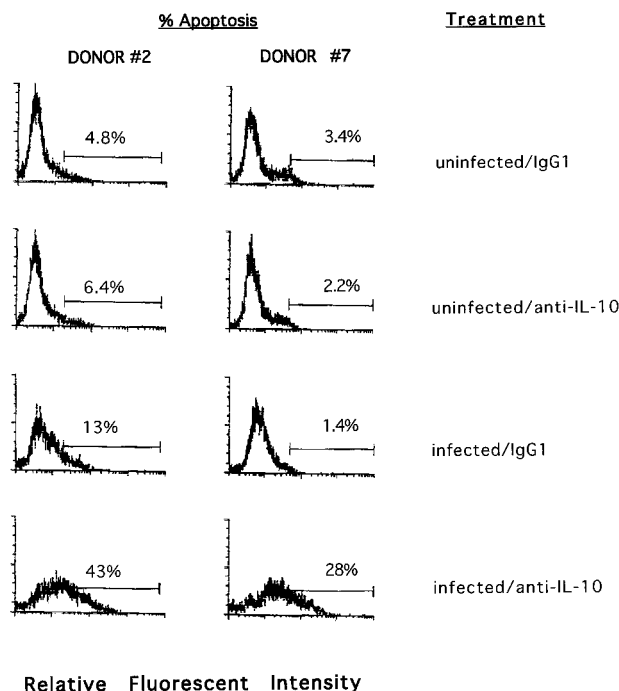 % Apoptosis Treatment
DONOR #2 DONOR #7
4.8% 3.4% uninfected/IgG1
6.4% 2.2% uninfected/anti-IL-10
13% 1.4% infected/IgG1
43% 28% infected/anti-IL-10
Relative Fluorescent Intensity